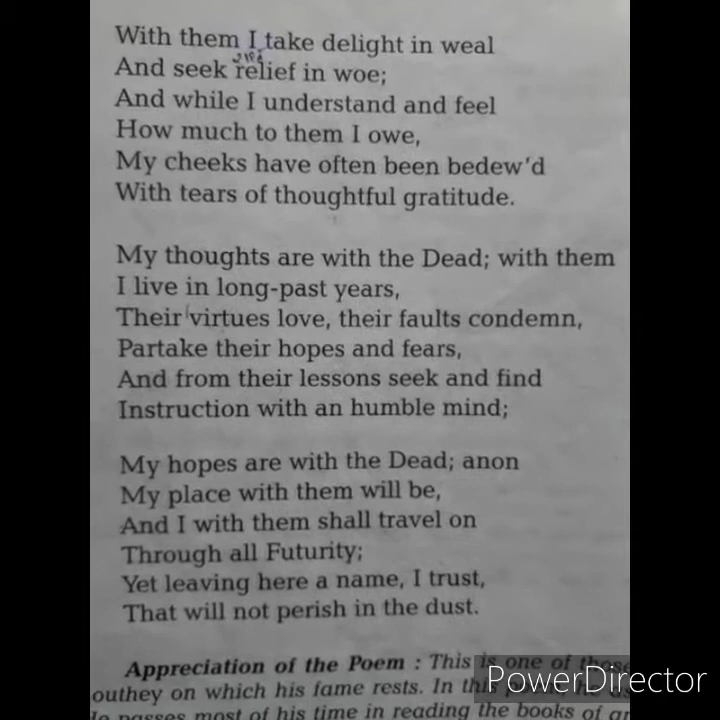 With them I take delight in weal
And seek relief in woe;
And while I understand and feel
How much to them I owe,
My cheeks have often been bedew'd
With tears of thoughtful gratitude.
My thoughts are with the Dead; with them
I live in long-past years,
Their virtues love, their faults condemn,
Partake their hopes and fears,
And from their lessons seek and find
Instruction with an humble mind;
My hopes are with the Dead; anon
My place with them will be,
And I with them shall travel on
Through all Futurity;
Yet leaving here a name, I trust,
That will not perish in the dust.
Appreciation of the Poem : This is one of those
outhey on which his fame rests. In this
passes most of his time in reading the books of
PowerDirector